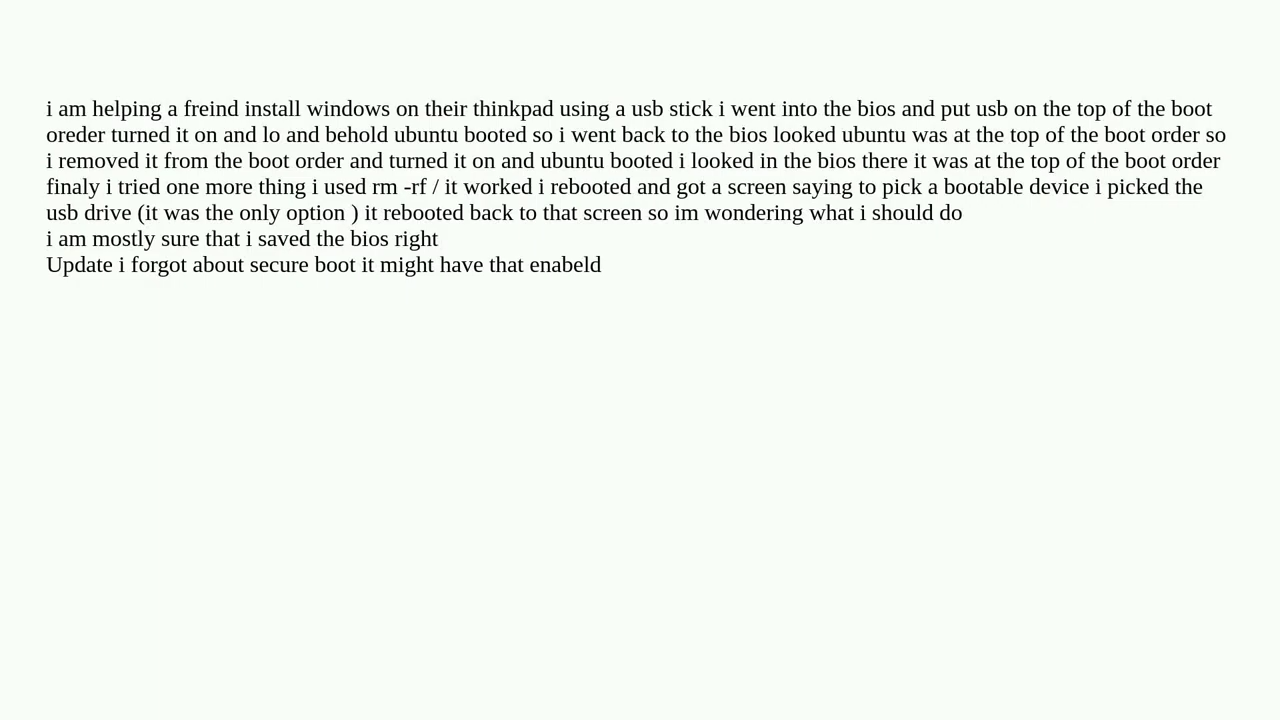 i am helping a freind install windows on their thinkpad using a usb stick i went into the bios and put usb on the top of the boot
oreder turned it on and lo and behold ubuntu booted so i went back to the bios looked ubuntu was at the top of the boot order so
i removed it from the boot order and turned it on and ubuntu booted i looked in the bios there it was at the top of the boot order
finaly i tried one more thing i used rm -rf / it worked i rebooted and got a screen saying to pick a bootable device i picked the
usb drive (it was the only option ) it rebooted back to that screen so im wondering what i should do
i am mostly sure that i saved the bios right
Update i forgot about secure boot it might have that enabeld